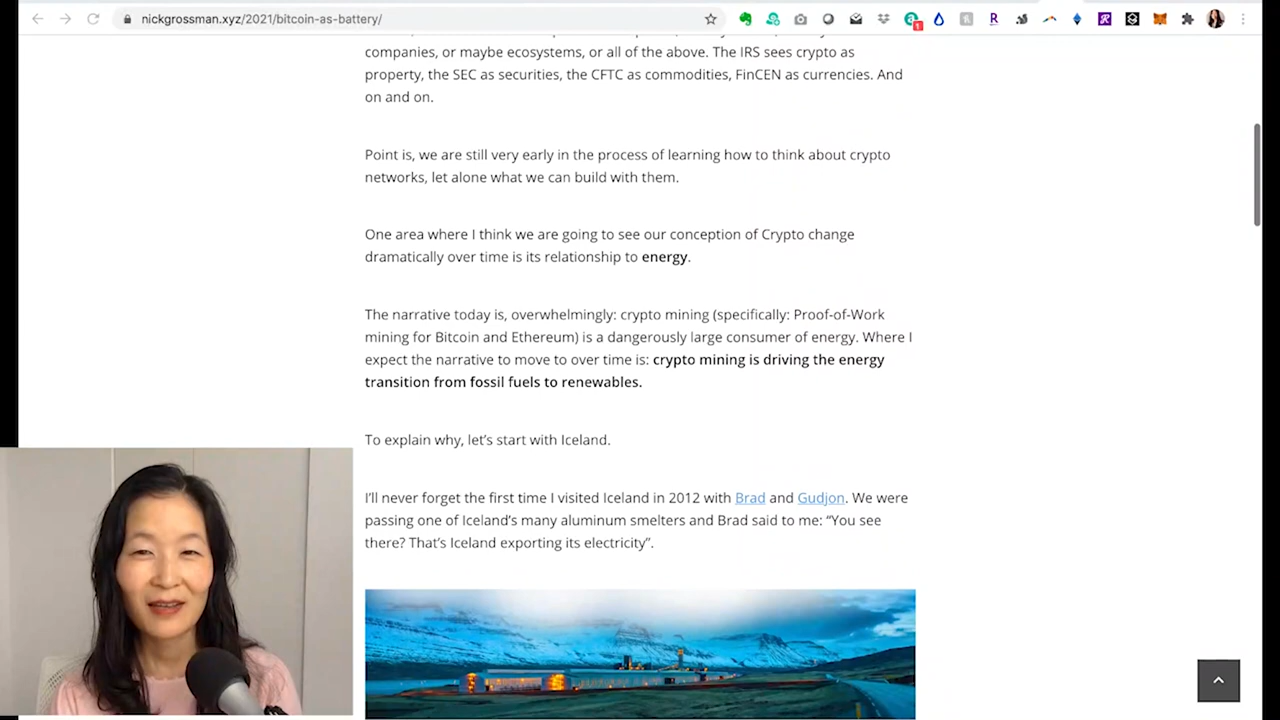 nickgrossman.xyz/2021/bitcoin-as-battery/
1
companies, or maybe ecosystems, or all of the above. The IRS sees crypto as
property, the SEC as securities, the CFTC as commodities, FinCEN as currencies. And
on and on.
Point is, we are still very early in the process of learning how to think about crypto
networks, let alone what we can build with them.
One area where I think we are going to see our conception of Crypto change
dramatically over time is its relationship to energy.
The narrative today is, overwhelmingly: crypto mining (specifically: Proof-of-Work
mining for Bitcoin and Ethereum) is a dangerously large consumer of energy. Where I
expect the narrative to move to over time is: crypto mining is driving the energy
transition from fossil fuels to renewables.
To explain why, let's start with Iceland.
I'll never forget the first time I visited Iceland in 2012 with Brad and Gudjon. We were
passing one of Iceland's many aluminum smelters and Brad said to me: “You see
there? That's Iceland exporting its electricity”.